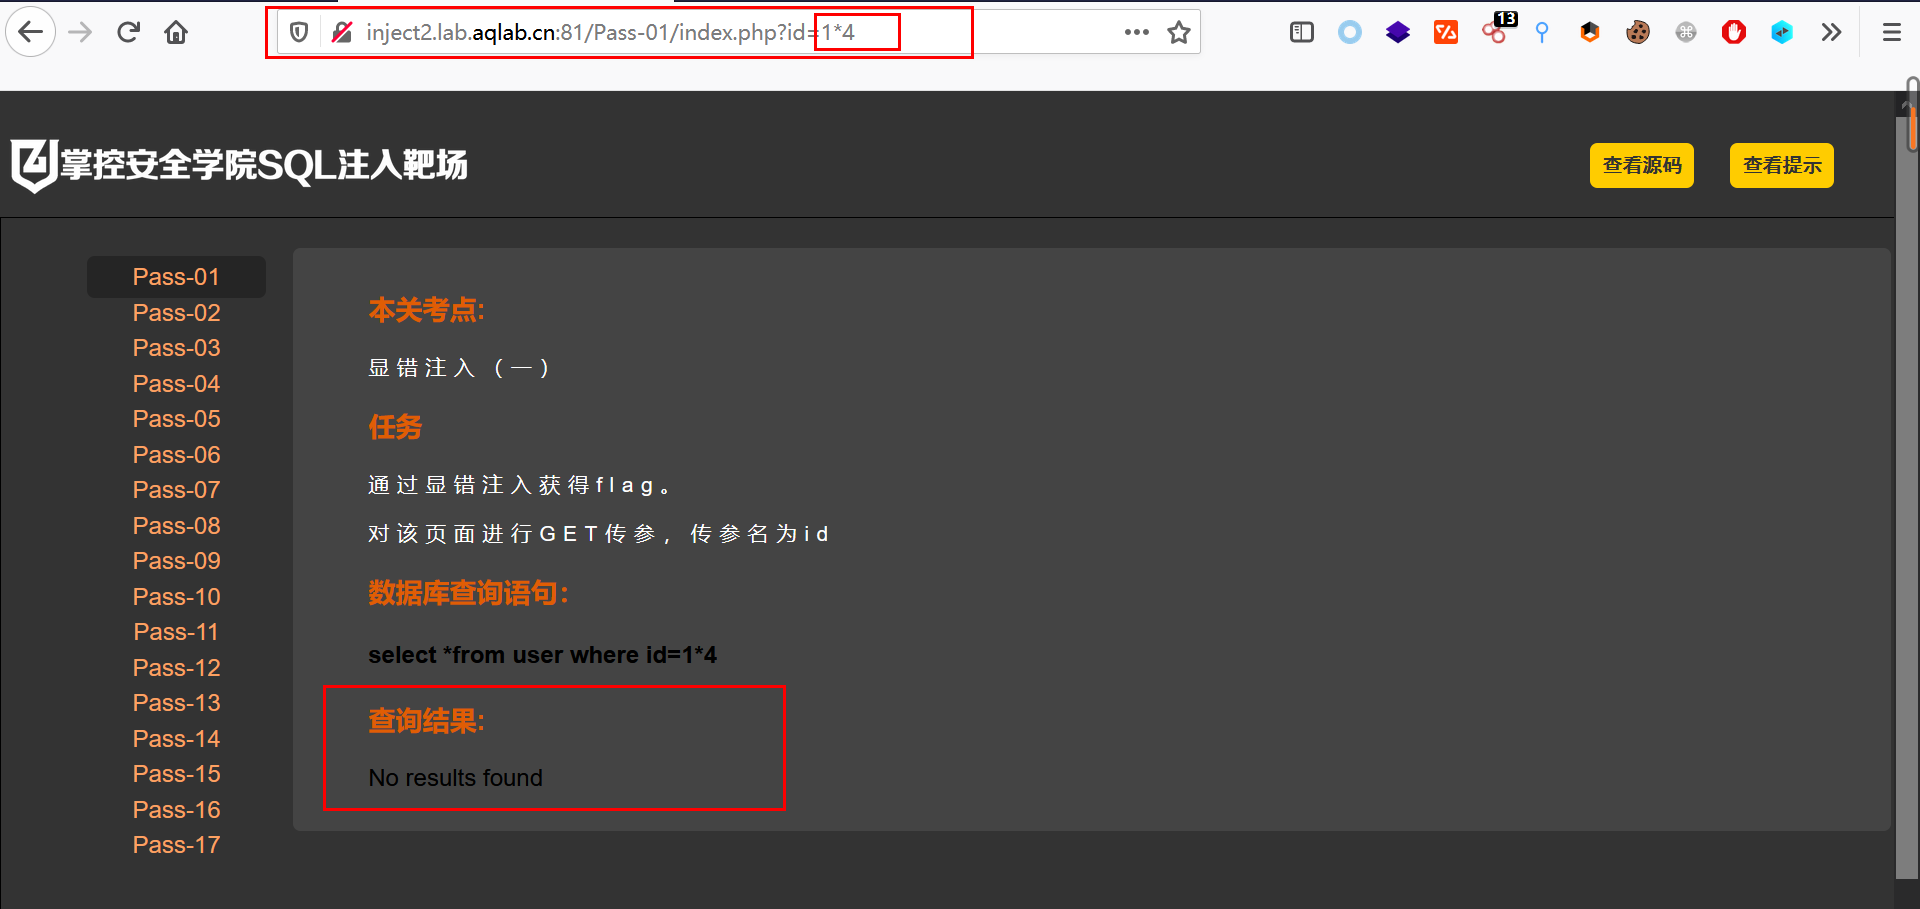 inject2.lab.aqlab.cn:81/Pass-01/index.php?id=1*4
13
掌控安全学院SQL注入靶场
查看源码
查看提示
Pass-01
Pass-02
Pass-03
Pass-04
Pass-05
Pass-06
Pass-07
Pass-08
Pass-09
Pass-10
Pass-11
Pass-12
Pass-13
Pass-14
Pass-15
Pass-16
Pass-17
本关考点:
显错注入（一）
任务
通过显错注入获得flag。
对该页面进行GET传参，传参名为id
数据库查询语句：
select *from user where id=1*4
查询结果:
No results found